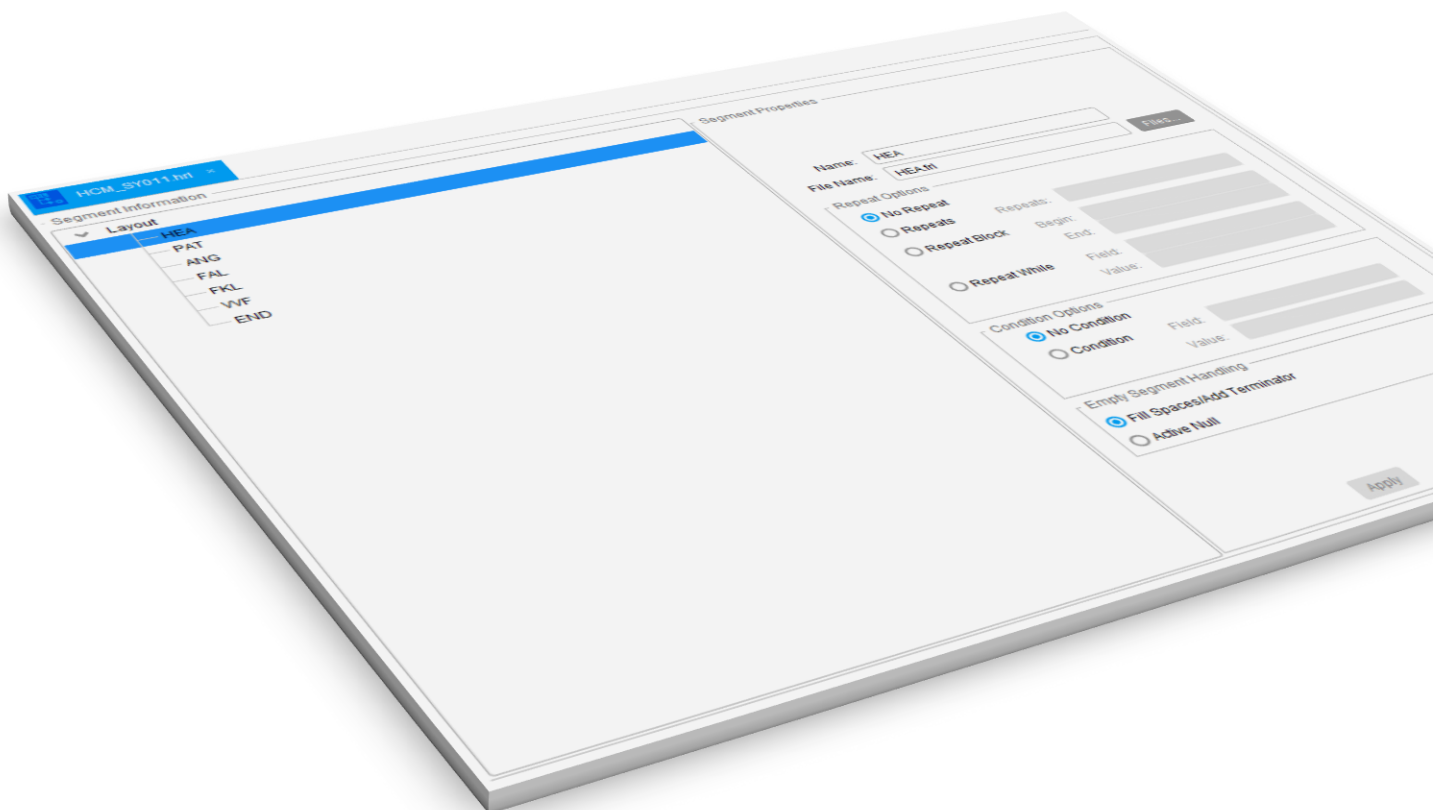 HCM_SY011.hrl ×
Segment Information
Layout
HEA
PAT
ANG
FAL
FKL
VVF
END
Segment Properties
Name: HEA
File Name: HEA.frl Files...
Repeat Options
No Repeat
Repeats Repeats:
Repeat Block Begin:
End:
Repeat While Field:
Value:
Condition Options
No Condition
Condition Field:
Value:
Empty Segment Handling
Fill Spaces/Add Terminator
Active Null
Apply